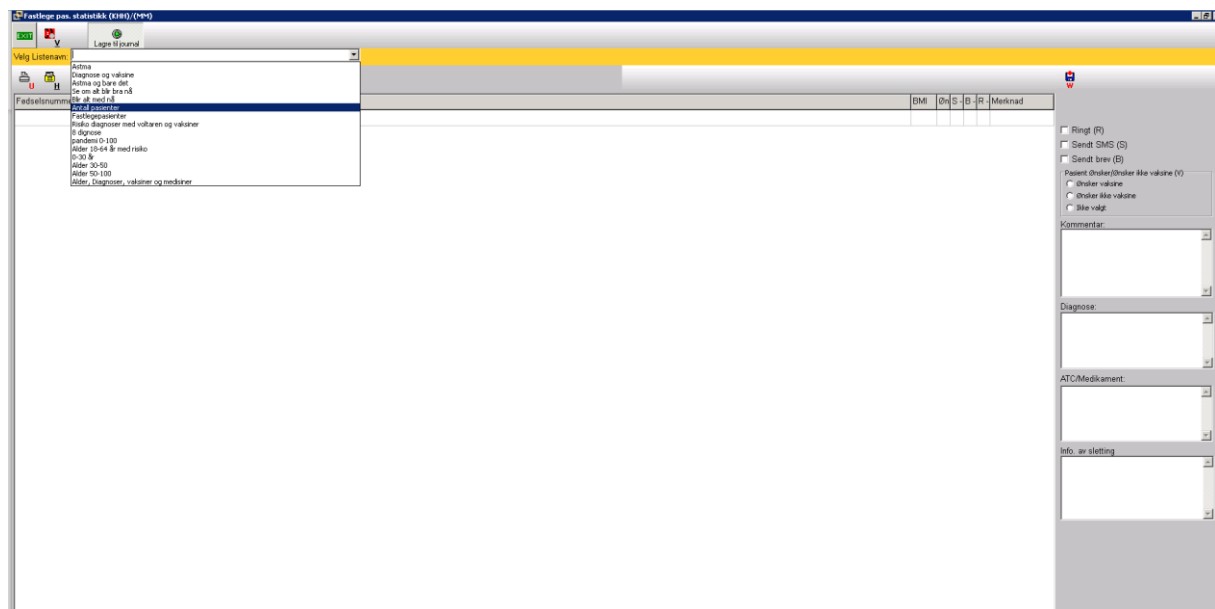 Fastlege pas. statistikk (KHH)/(MM)
EXIT
V
Lagre til journal
Velg Listenavn:
Astma
Diagnose og vaksine
Astma og bare det
Se om alt blir bra nå
Blir alt med nå
Antall pasienter
Fastlegepasienter
Risiko diagnoser med voltaren og vaksiner
8 dignose
pandemi 0-100
Alder 18-64 år med risiko
0-30 år
Alder 30-50
Alder 50-100
Alder, Diagnoser, vaksiner og medisiner
U H W
Fødselsnumme BMI Øn S - B - R - Merknad
Ringt (R)
Sendt SMS (S)
Sendt brev (B)
Pasient Ønsker/Ønsker ikke vaksine (V)
Ønsker vaksine
Ønsker ikke vaksine
Ikke valgt
Kommentar:
Diagnose:
ATC/Medikament:
Info. av sletting